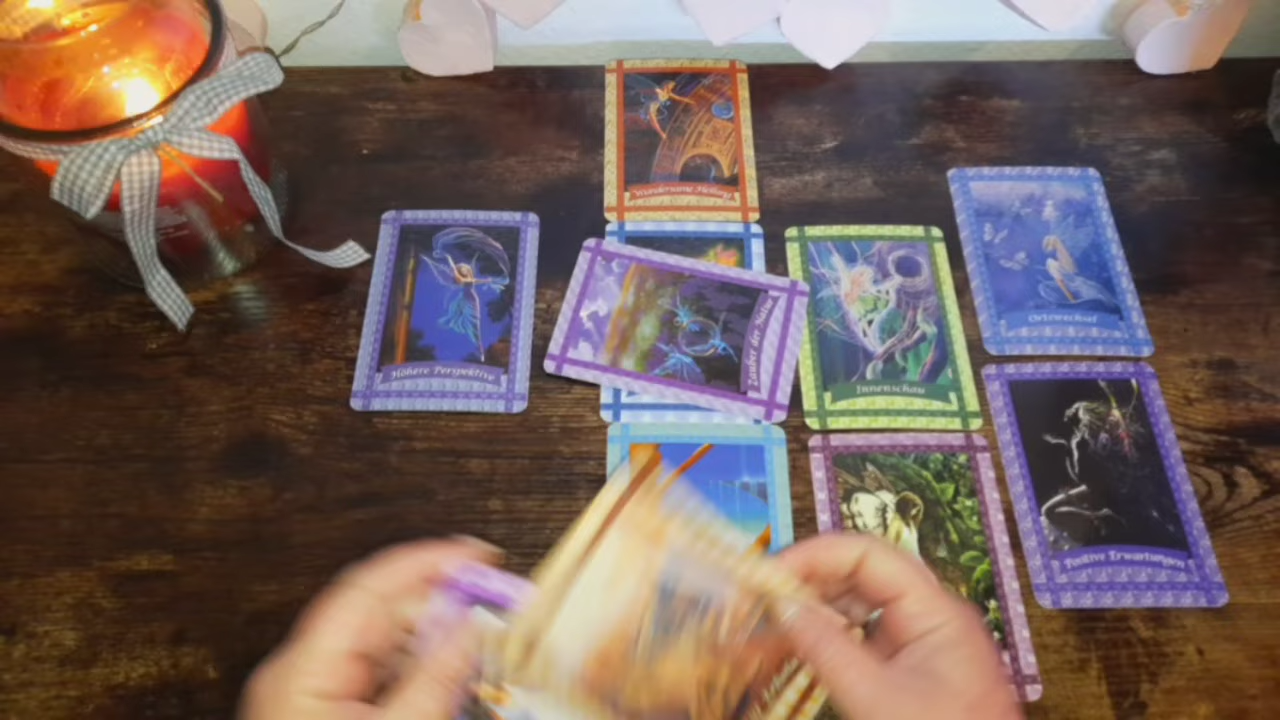 Wundersame Heilung
Höhere Perspektive
Zauber der Natur
Innenschau
Ortswechsel
Positive Erwartungen